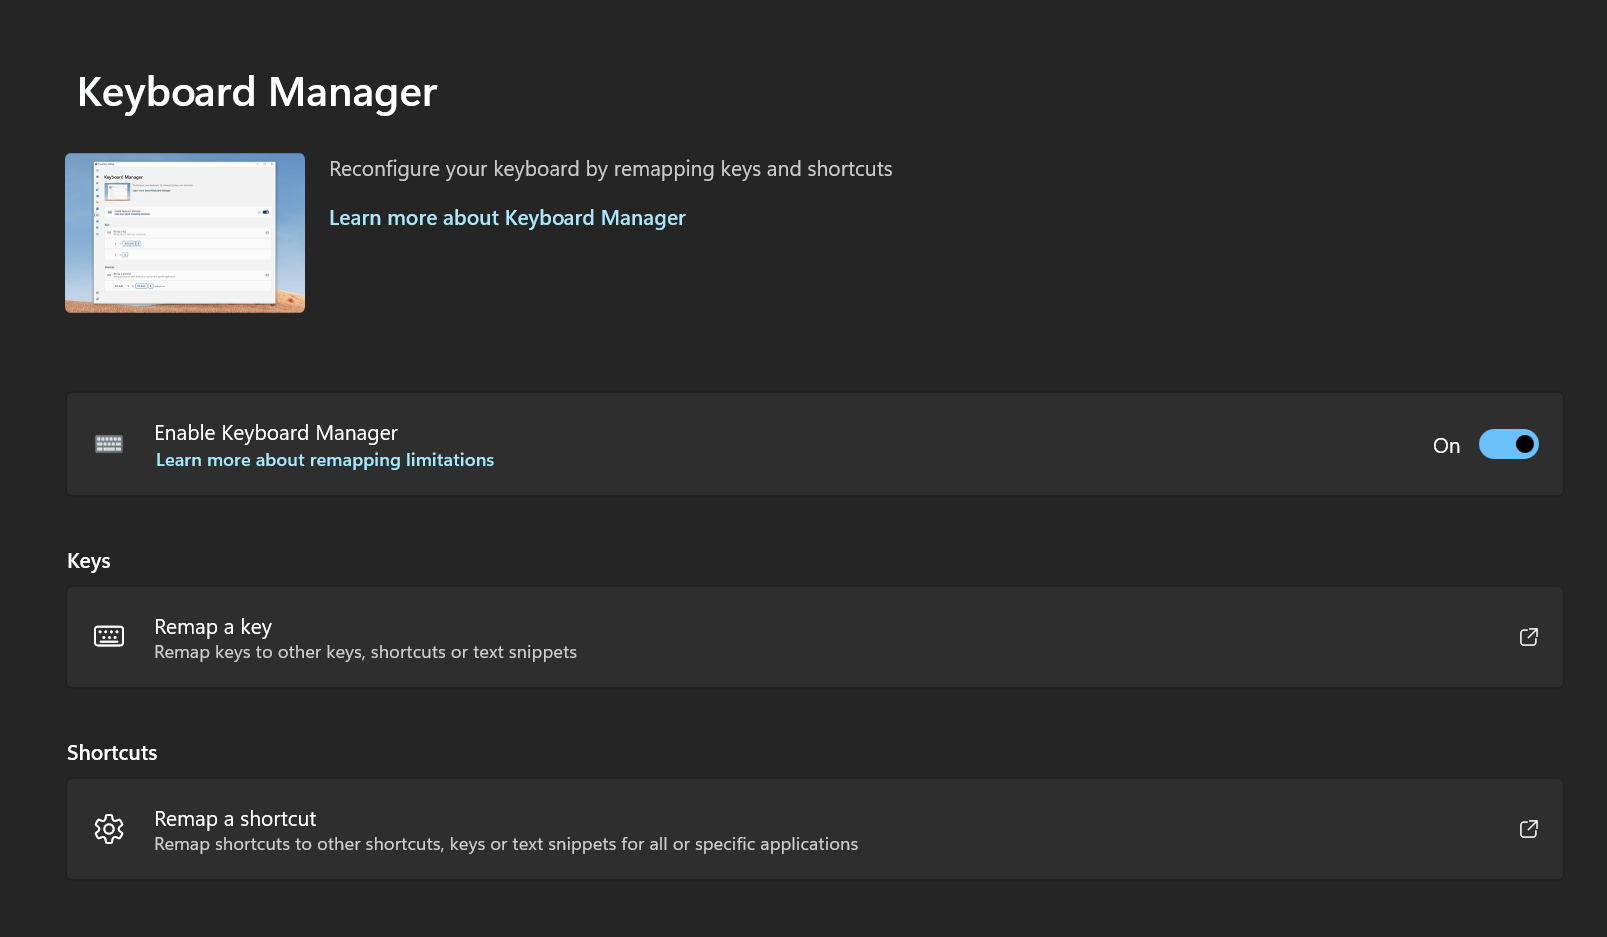 Keyboard Manager
Reconfigure your keyboard by remapping keys and shortcuts
Learn more about Keyboard Manager
Keyboard Manager
Enable Keyboard Manager
Learn more about remapping limitations
On
Keys
Remap a key
Remap keys to other keys, shortcuts or text snippets
Shortcuts
Remap a shortcut
Remap shortcuts to other shortcuts, keys or text snippets for all or specific applications